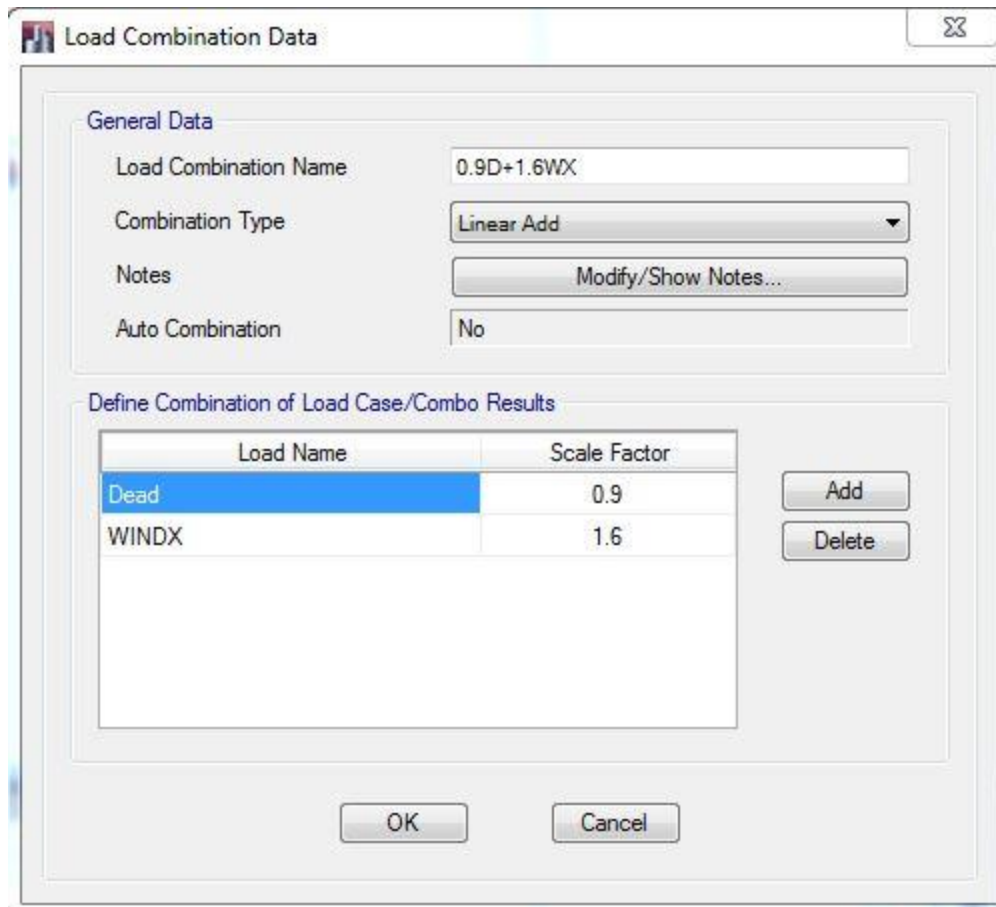 Load Combination Data
General Data
Load Combination Name 0.9D+1.6WX
Combination Type Linear Add
Notes Modify/Show Notes...
Auto Combination No
Define Combination of Load Case/Combo Results
Load Name Scale Factor
Dead 0.9 Add
WINDX 1.6 Delete
OK Cancel